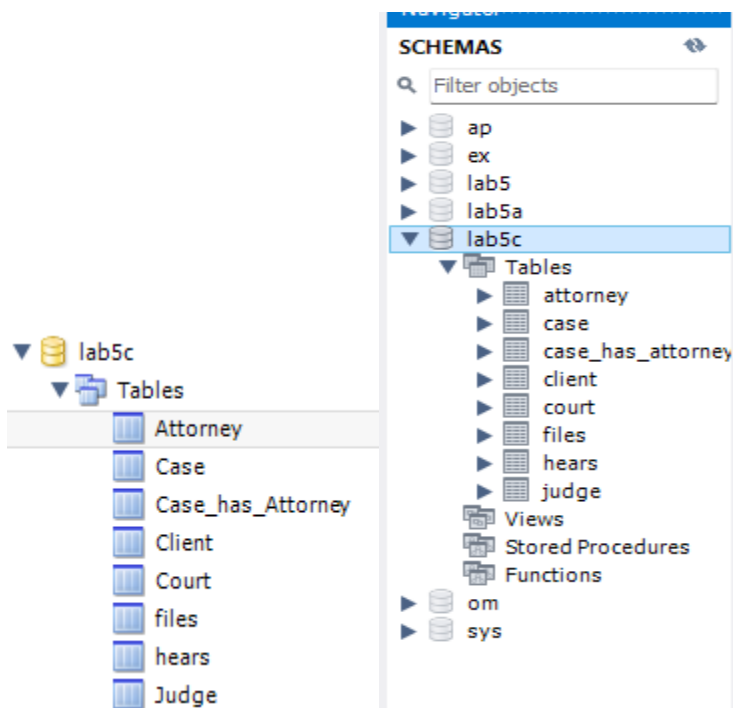 lab5c
Tables
Attorney
Case
Case_has_Attorney
Client
Court
files
hears
Judge
Navigator
SCHEMAS
Filter objects
ap
ex
lab5
lab5a
lab5c
Tables
attorney
case
case_has_attorney
client
court
files
hears
judge
Views
Stored Procedures
Functions
om
sys